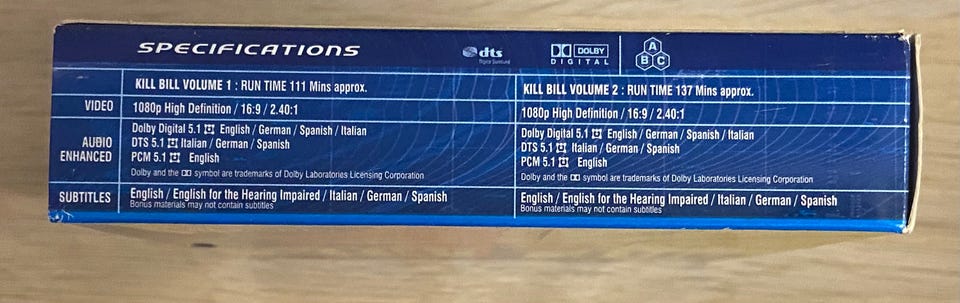 SPECIFICATIONS
dts
Digital Surround
DOLBY
DIGITAL
A
B C
KILL BILL VOLUME 1 : RUN TIME 111 Mins approx.
KILL BILL VOLUME 2 : RUN TIME 137 Mins approx.
VIDEO
1080p High Definition / 16:9 / 2.40:1
1080p High Definition / 16:9 / 2.40:1
AUDIO
ENHANCED
Dolby Digital 5.1 English / German / Spanish / Italian
DTS 5.1 Italian / German / Spanish
PCM 5.1 English
Dolby and the symbol are trademarks of Dolby Laboratories Licensing Corporation
Dolby Digital 5.1 English / German / Spanish / Italian
DTS 5.1 Italian / German / Spanish
PCM 5.1 English
Dolby and the symbol are trademarks of Dolby Laboratories Licensing Corporation
SUBTITLES
English / English for the Hearing Impaired / Italian / German / Spanish
Bonus materials may not contain subtitles
English / English for the Hearing Impaired / Italian / German / Spanish
Bonus materials may not contain subtitles